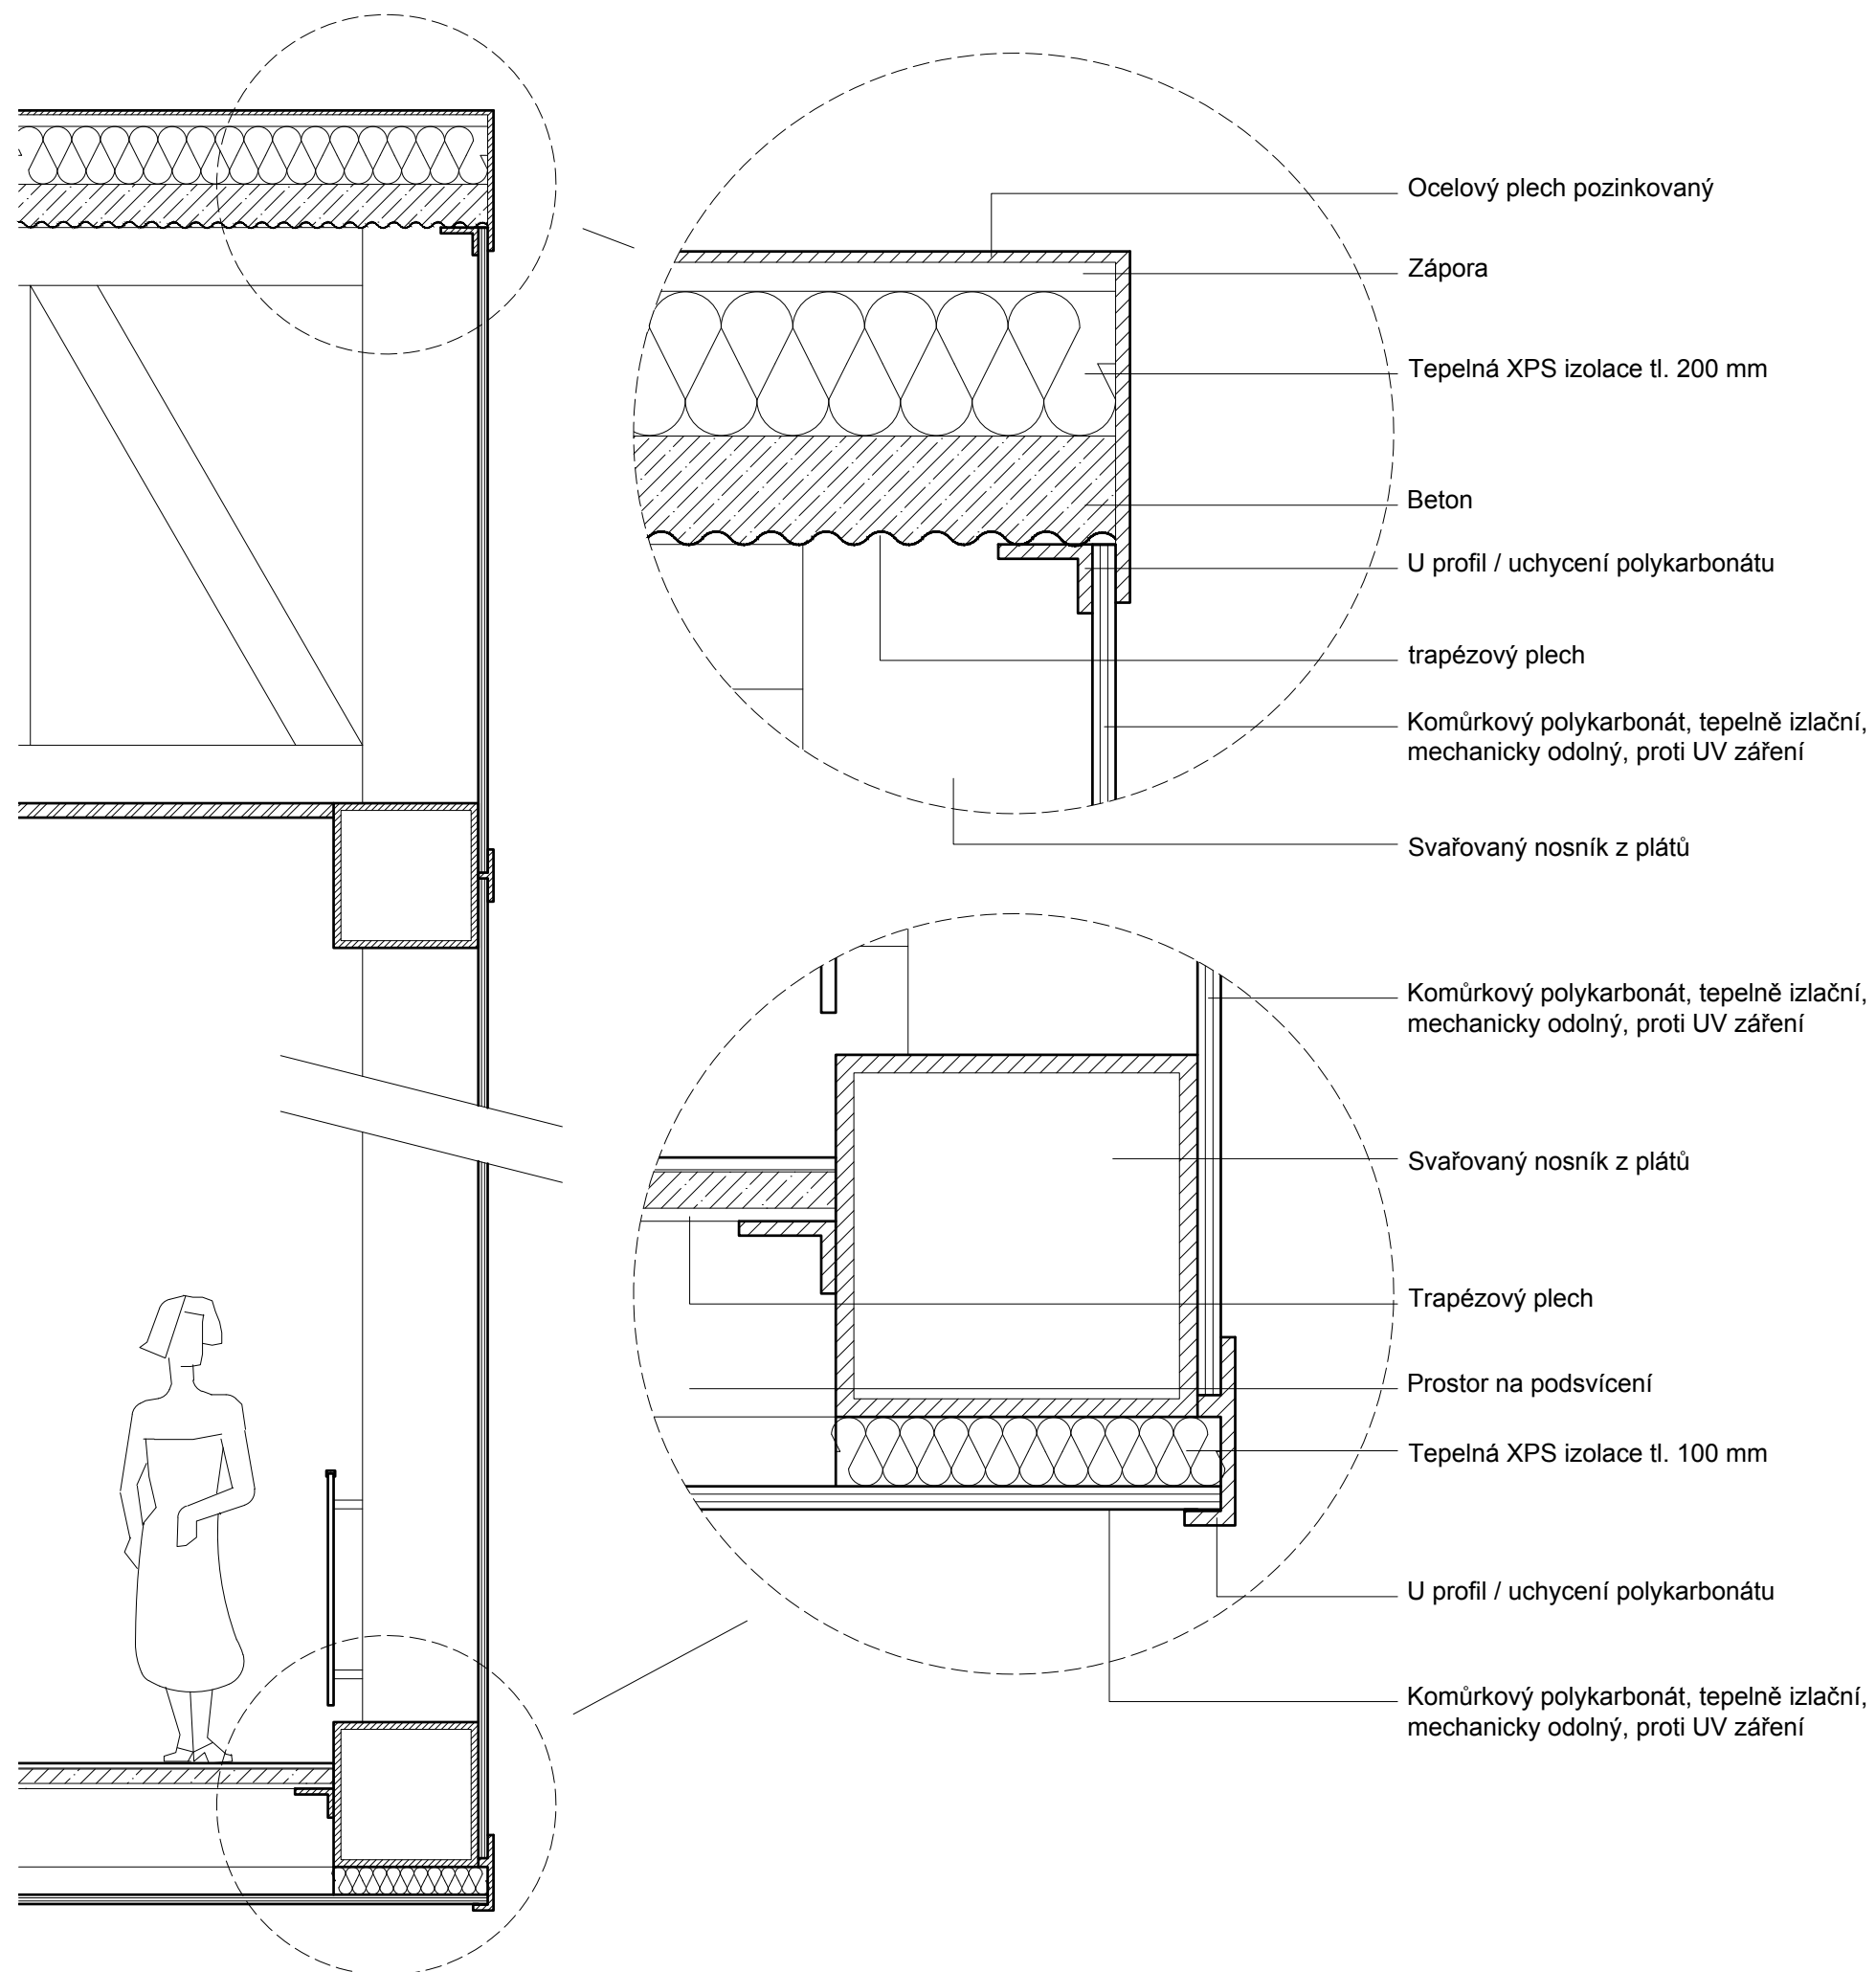 Ocelový plech pozinkovaný
Zápora
Tepelná XPS izolace tl. 200 mm
Beton
U profil / uchycení polykarbonátu
trapézový plech
Komůrkový polykarbonát, tepelně izlační,
mechanicky odolný, proti UV záření
Svařovaný nosník z plátů
Komůrkový polykarbonát, tepelně izlační,
mechanicky odolný, proti UV záření
Svařovaný nosník z plátů
Trapézový plech
Prostor na podsvícení
Tepelná XPS izolace tl. 100 mm
U profil / uchycení polykarbonátu
Komůrkový polykarbonát, tepelně izlační,
mechanicky odolný, proti UV záření